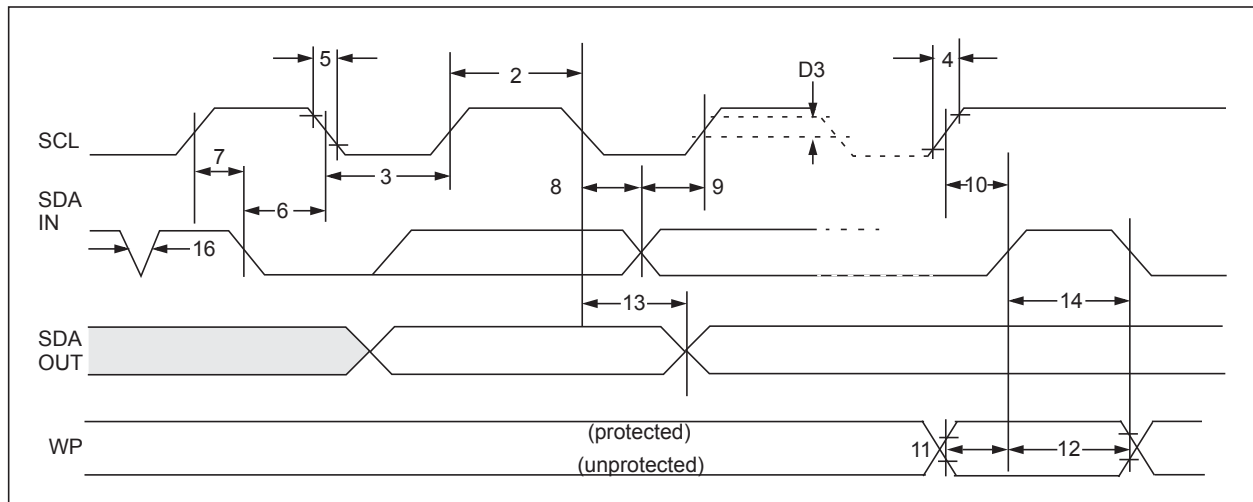 5
2
D3
4
SCL
7
3
8
9
10
SDA
IN
6
16
13
14
SDA
OUT
WP
(protected)
(unprotected)
11
12